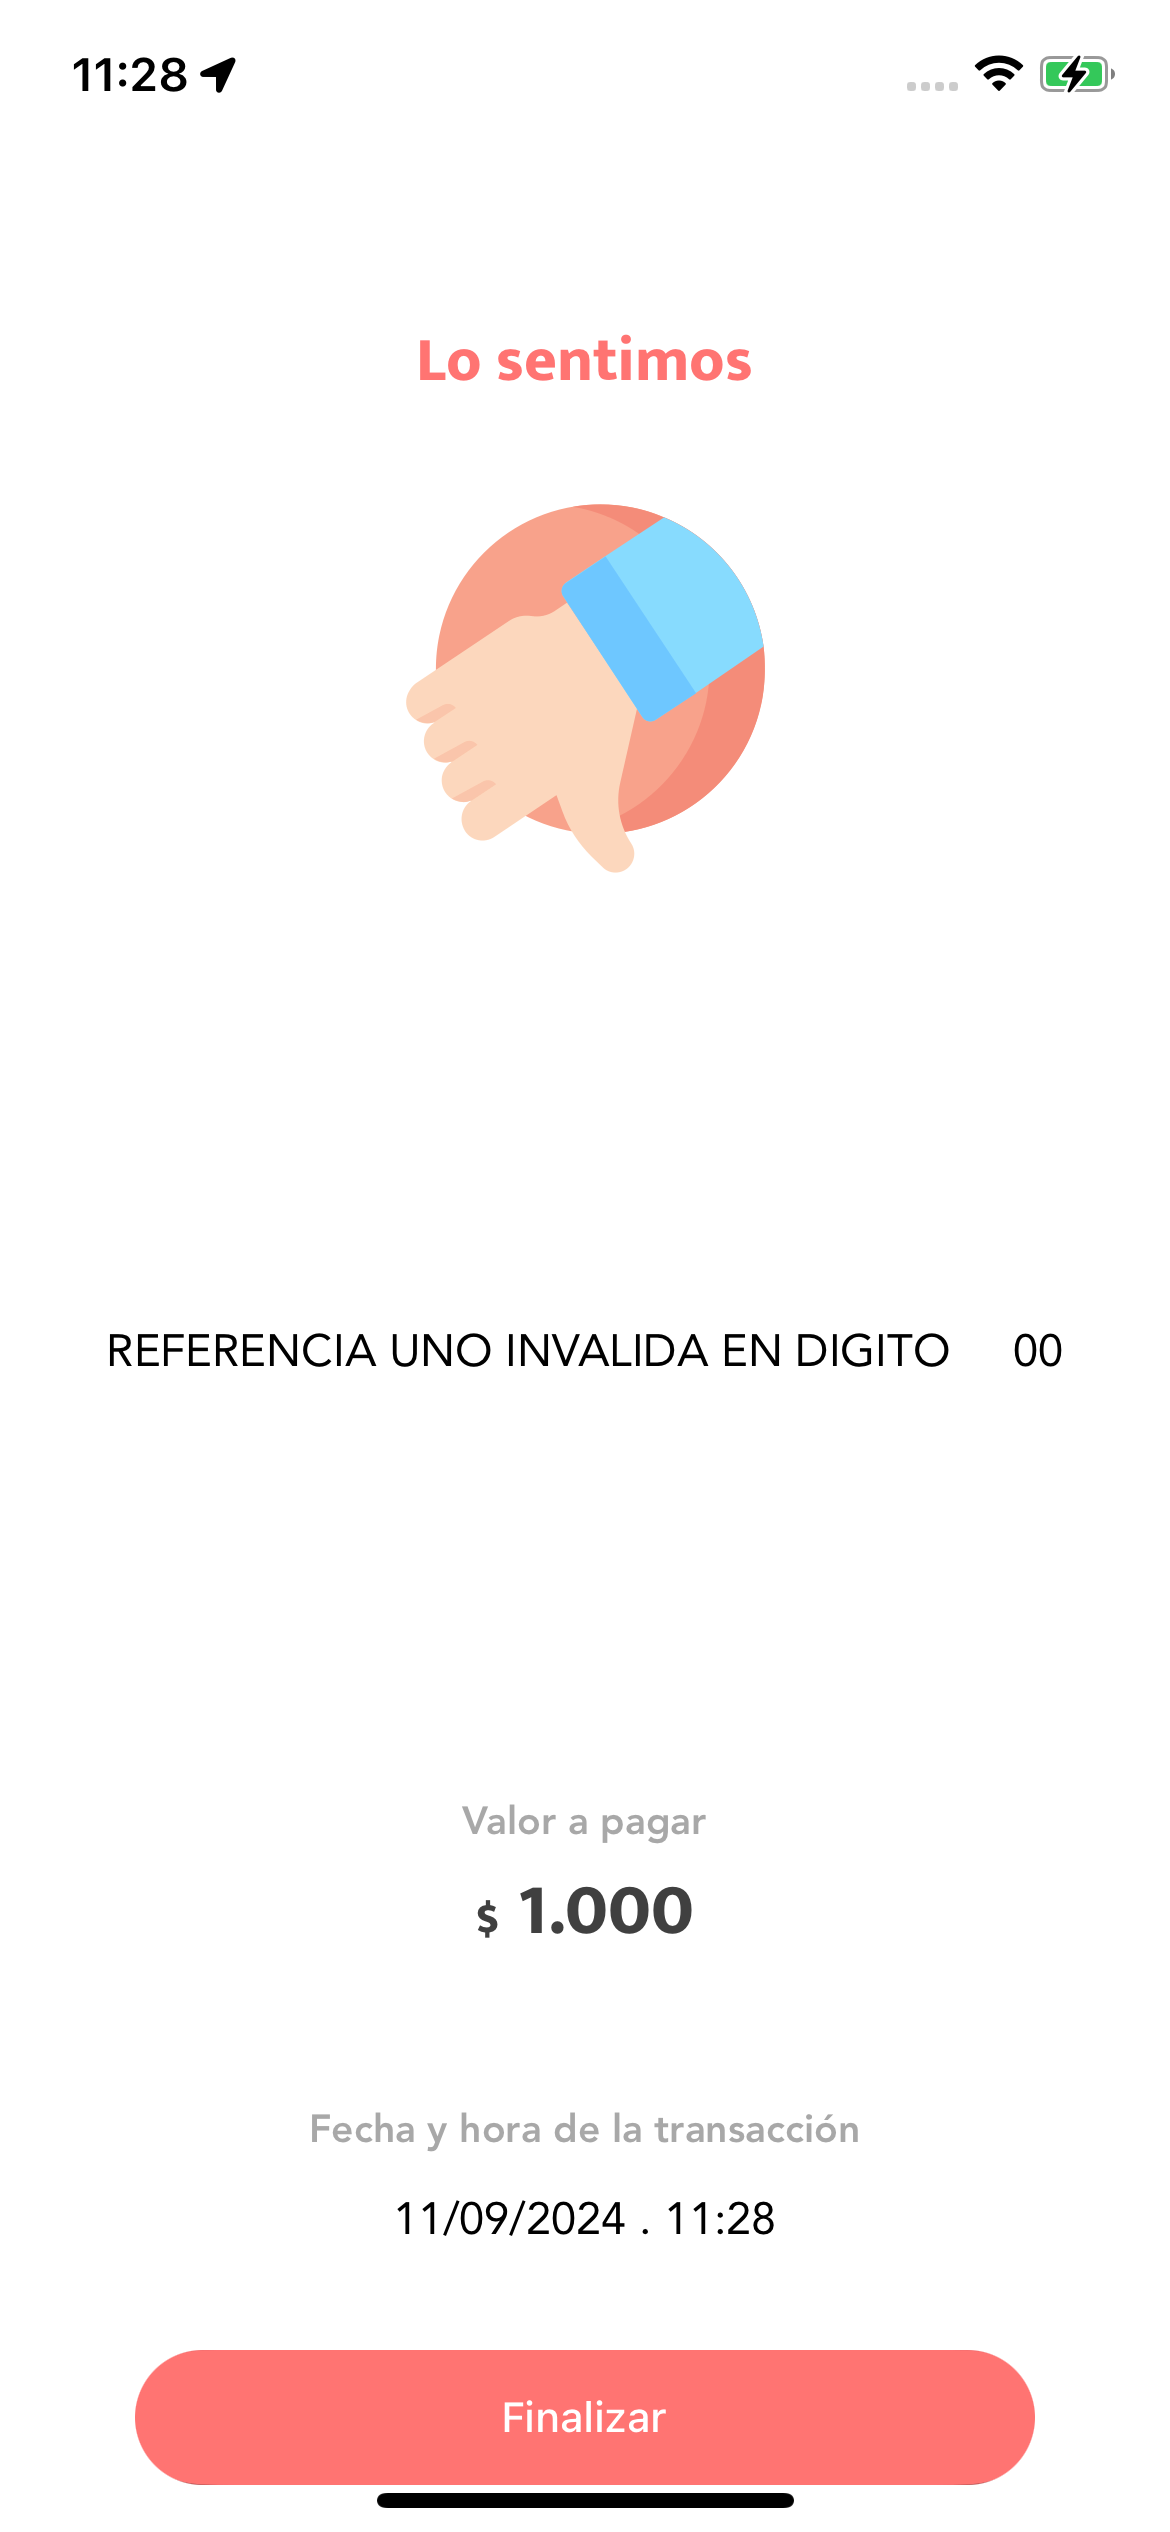 11:28
Lo sentimos
REFERENCIA UNO INVALIDA EN DIGITO 00
Valor a pagar
$ 1.000
Fecha y hora de la transacción
11/09/2024 . 11:28
Finalizar